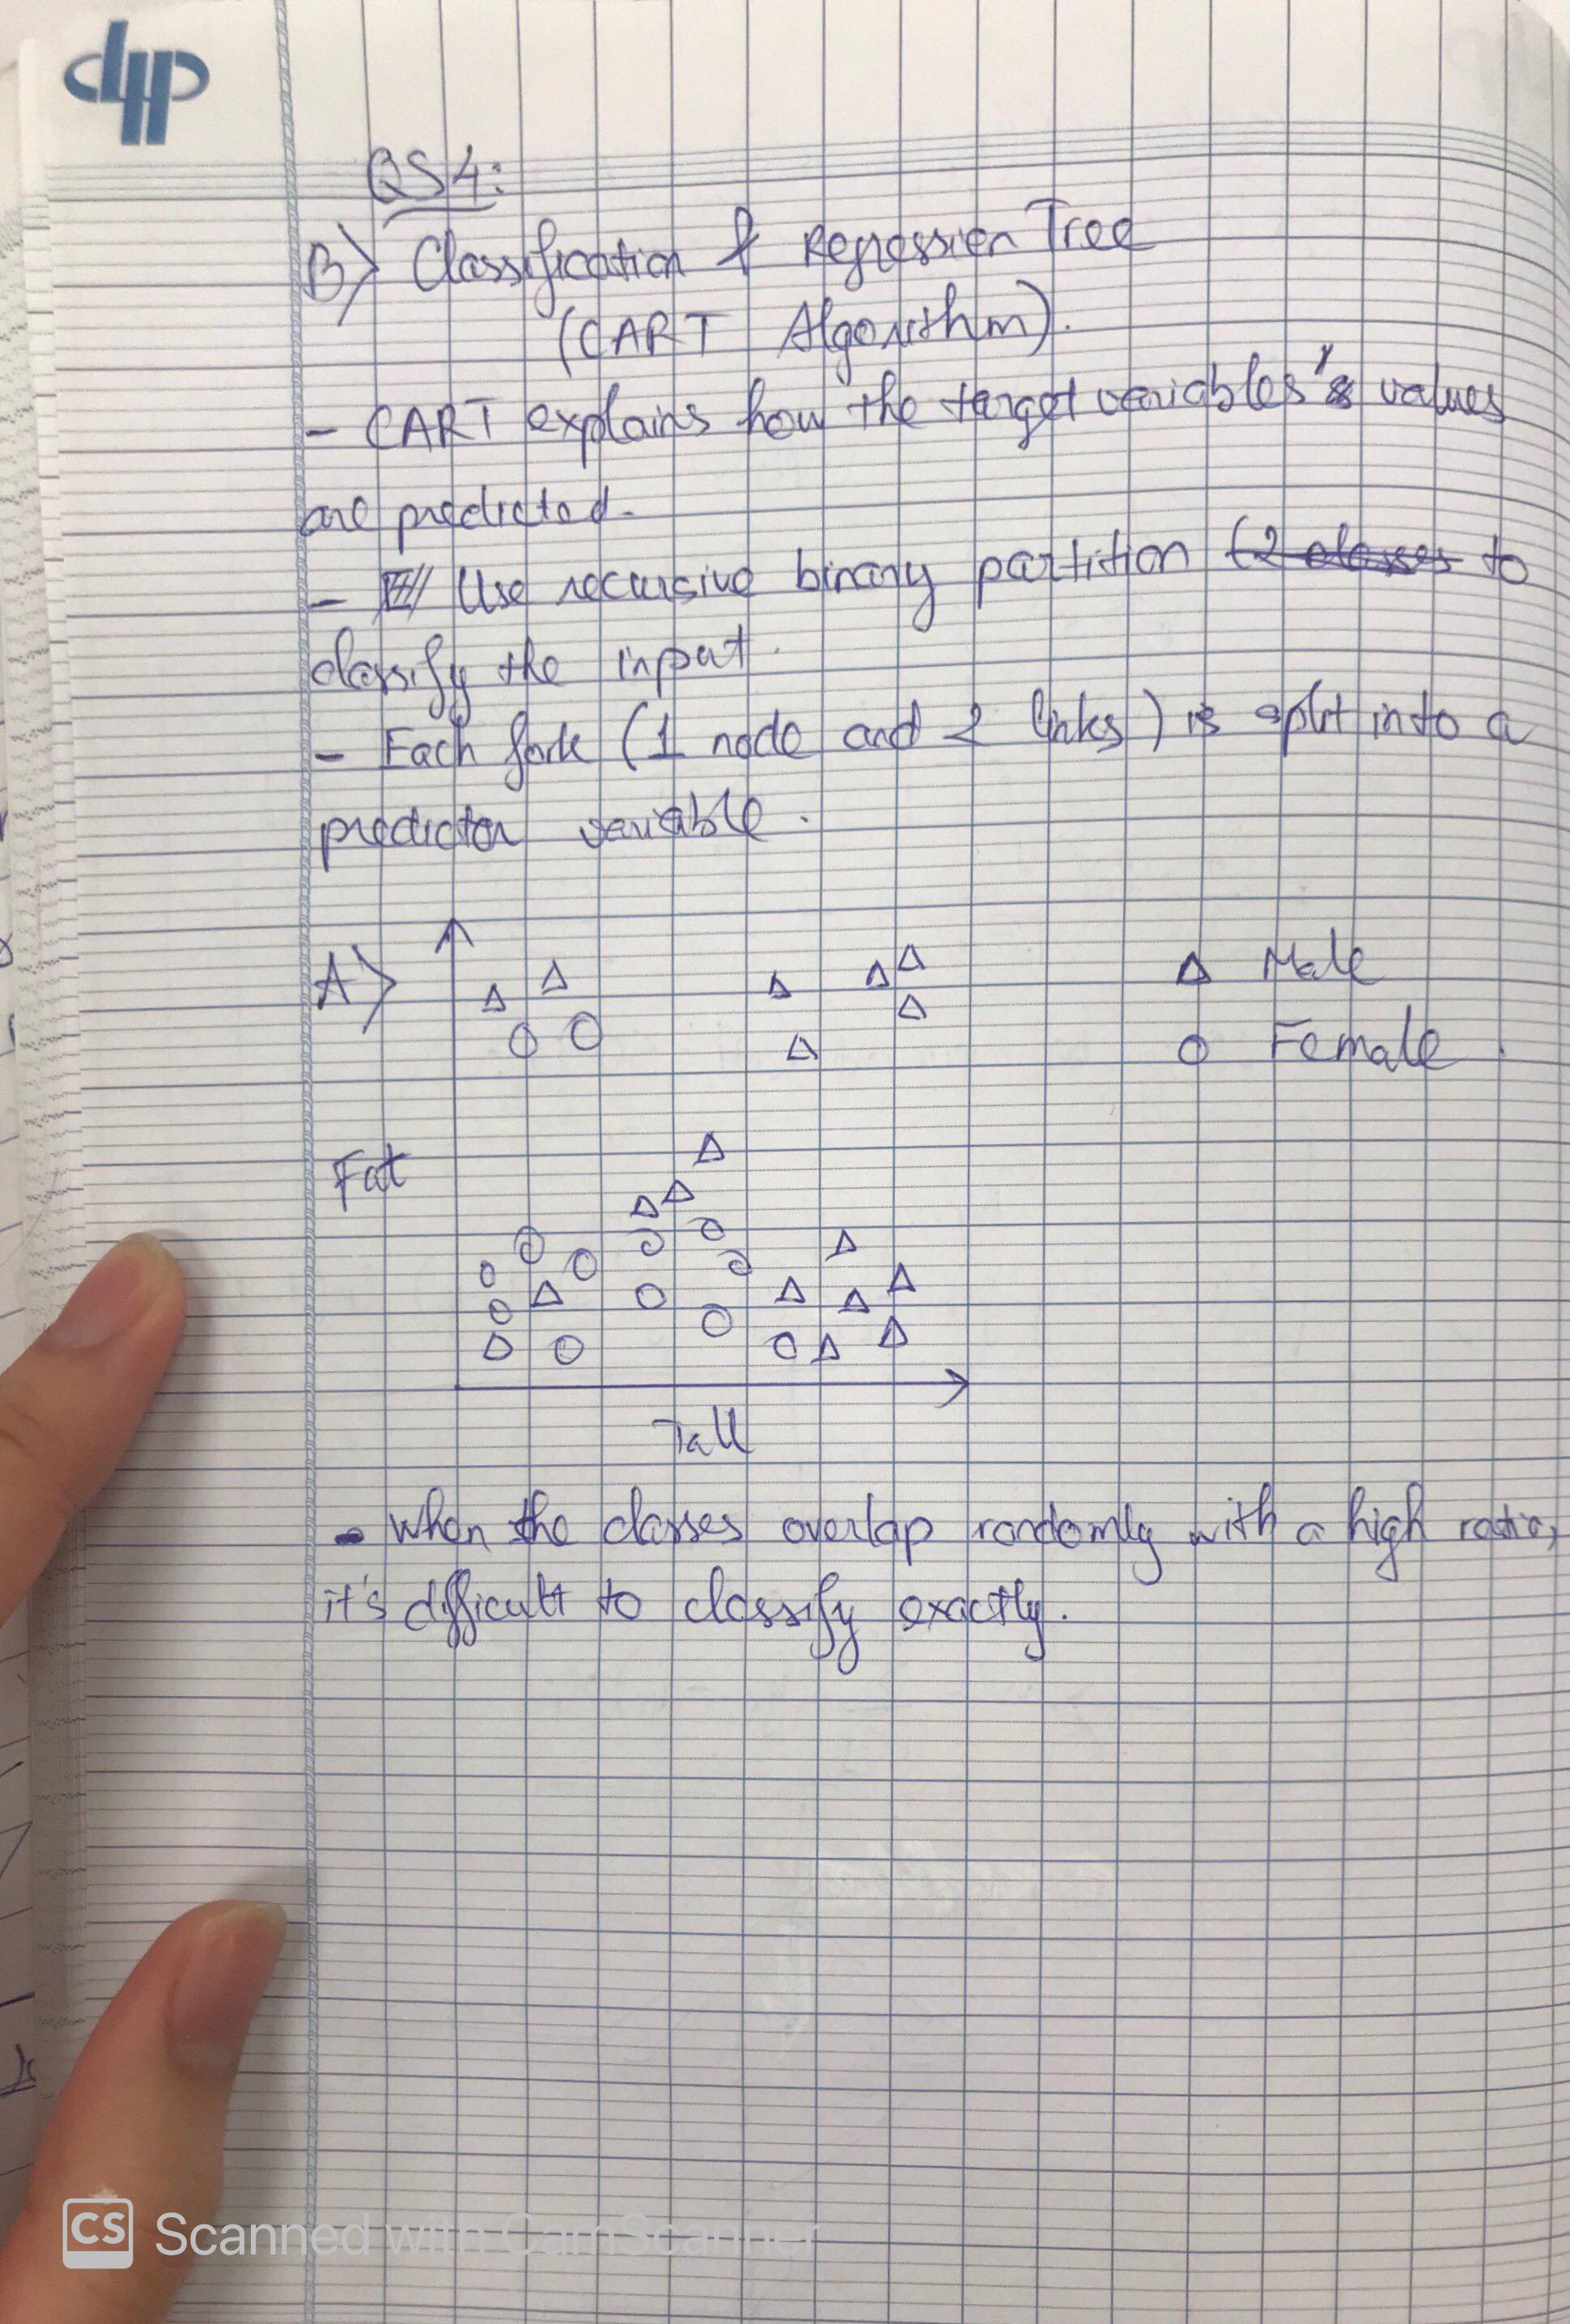 QS4:
B> Classification & Regression Tree
(CART Algorithm).
- CART explains how the target variables's values
are predicted.
- Use recursive binary partition (2 classes to
classify the input.
- Each fork (1 node and 2 links) is split into a
predictor variable.
A>
Male
Female.
Fat
Tall
- When the classes overlap randomly with a high ratio,
it's difficult to classify exactly.
CS Scanned with CamScanner